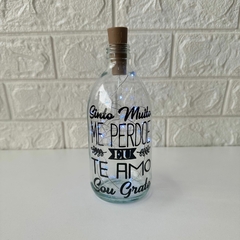 Sinto Muito
ME PERDOE
EU
TE AMO
Sou Grato